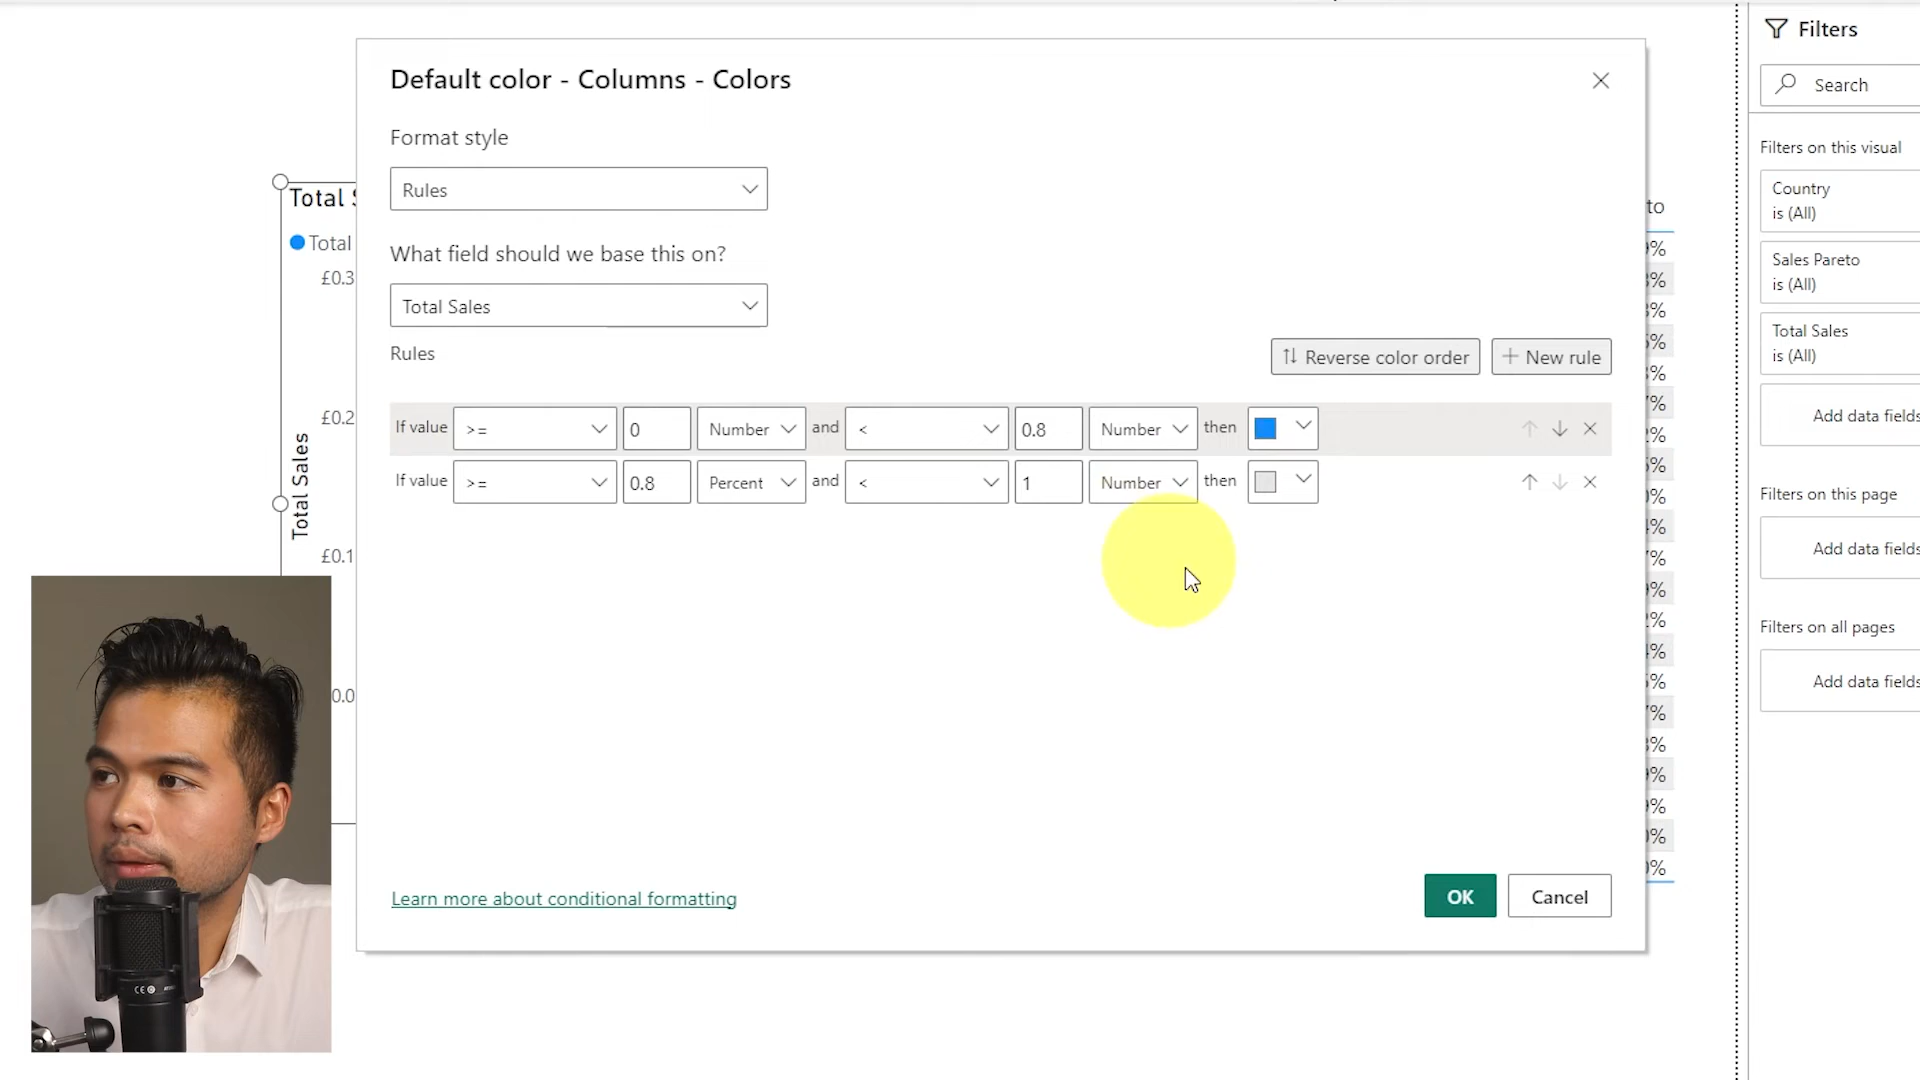 Filters
Default color - Columns - Colors
Search
Format style
Filters on this visual
Rules
Country
is (All)
Total
Total
What field should we base this on?
Sales Pareto
is (All)
£0.3
Total Sales
Total Sales
is (All)
Rules
Reverse color order
New rule
£0.2
If value >= 0 Number and < 0.8 Number then
Add data fields
If value >= 0.8 Percent and < 1 Number then
Total Sales
Filters on this page
£0.1
Add data fields
Filters on all pages
Add data fields
0.0
Learn more about conditional formatting
OK
Cancel
CE